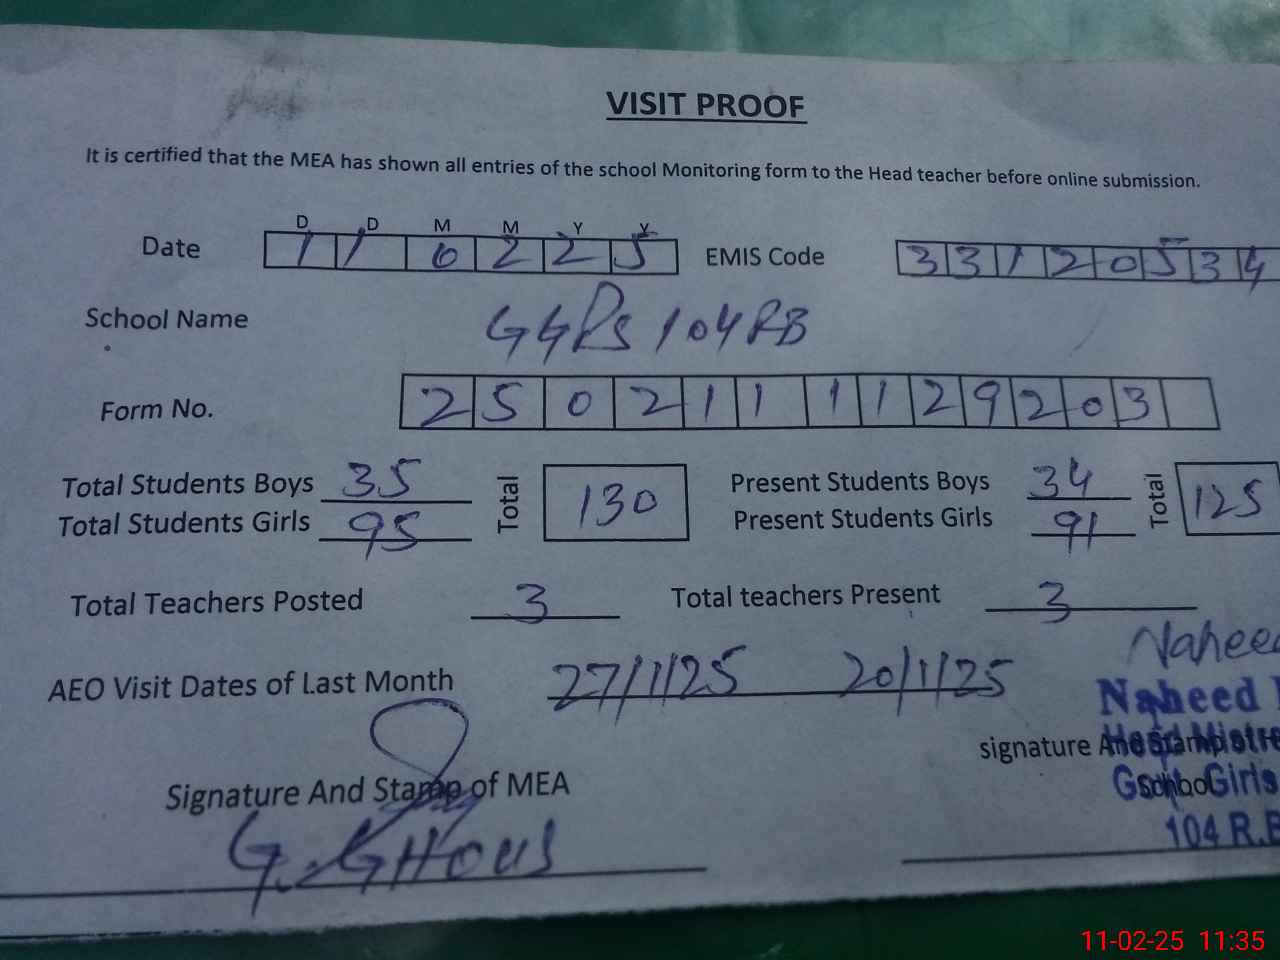 VISIT PROOF
It is certified that the MEA has shown all entries of the school Monitoring form to the Head teacher before online submission.
D D M M Y Y
Date 1 1 0 2 2 5 EMIS Code 3 3 1 2 0 5 3 4
School Name GGPS 104 RB
Form No. 2 5 0 2 1 1 1 1 2 9 2 0 3
Total Students Boys 35 Total 130 Present Students Boys 34 Total 125
Total Students Girls 95 Present Students Girls 91
Total Teachers Posted 3 Total teachers Present 3
AEO Visit Dates of Last Month 27/1/25 20/1/25
Naheed
Naheed
signature And Stamp of
Signature And Stamp of MEA
Girls
G. GHous
104 R.B
11-02-25 11:35